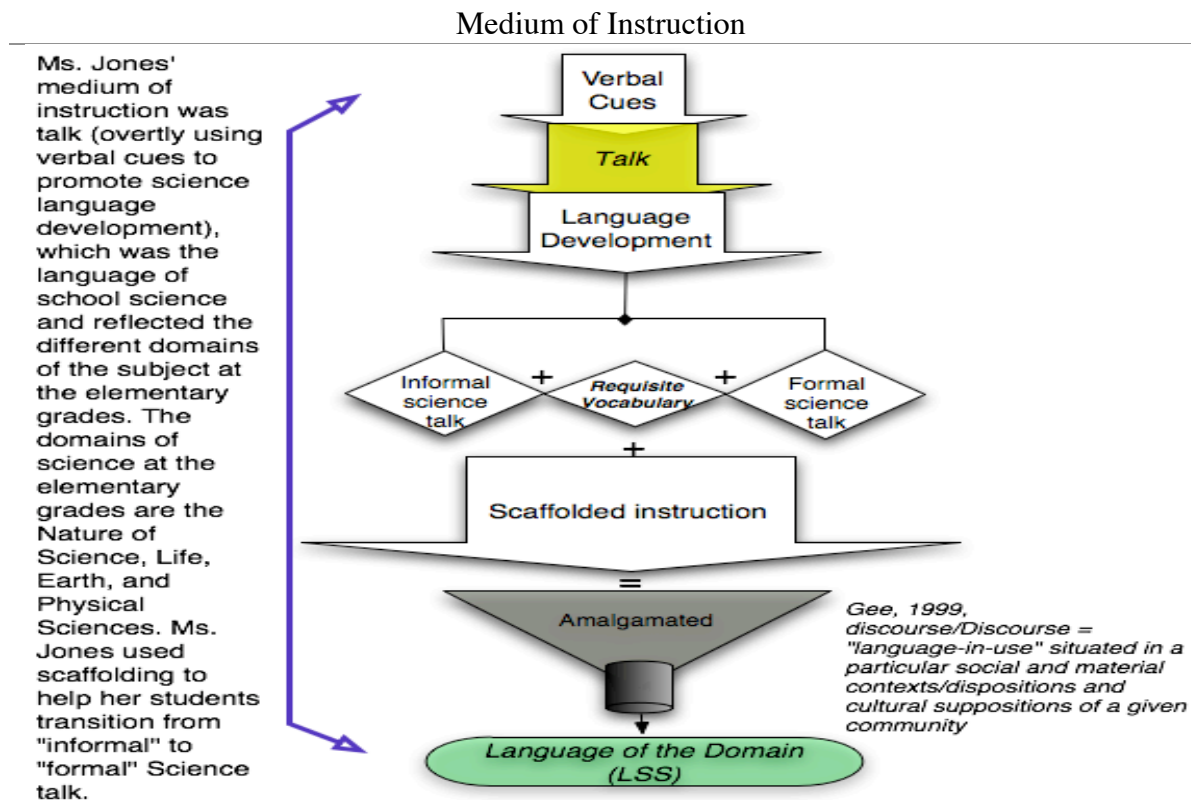 Medium of Instruction
Ms. Jones'
medium of
instruction was
talk (overtly using
verbal cues to
promote science
language
development),
which was the
language of
school science
and reflected the
different domains
of the subject at
the elementary
grades. The
domains of
science at the
elementary
grades are the
Nature of
Science, Life,
Earth, and
Physical
Sciences. Ms.
Jones used
scaffolding to
help her students
transition from
"informal" to
"formal" Science
talk.
Verbal
Cues
Talk
Language
Development
Informal
science
talk
+
Requisite
Vocabulary
+
Formal
science
talk
+
Scaffolded instruction
=
Amalgamated
Gee, 1999,
discourse/Discourse =
"language-in-use" situated in a
particular social and material
contexts/dispositions and
cultural suppositions of a given
community
Language of the Domain
(LSS)